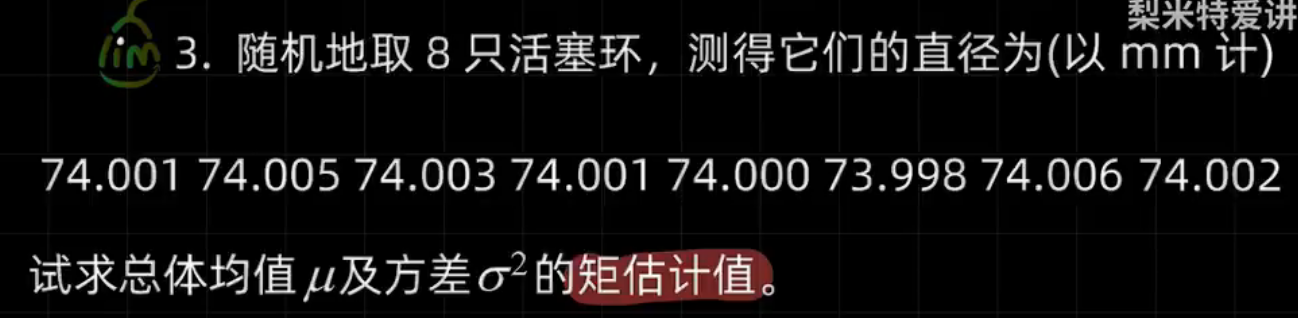 梨米特爱讲
lim
3. 随机地取 8 只活塞环，测得它们的直径为(以 mm 计)
74.001 74.005 74.003 74.001 74.000 73.998 74.006 74.002
试求总体均值 μ 及方差 σ² 的矩估计值。